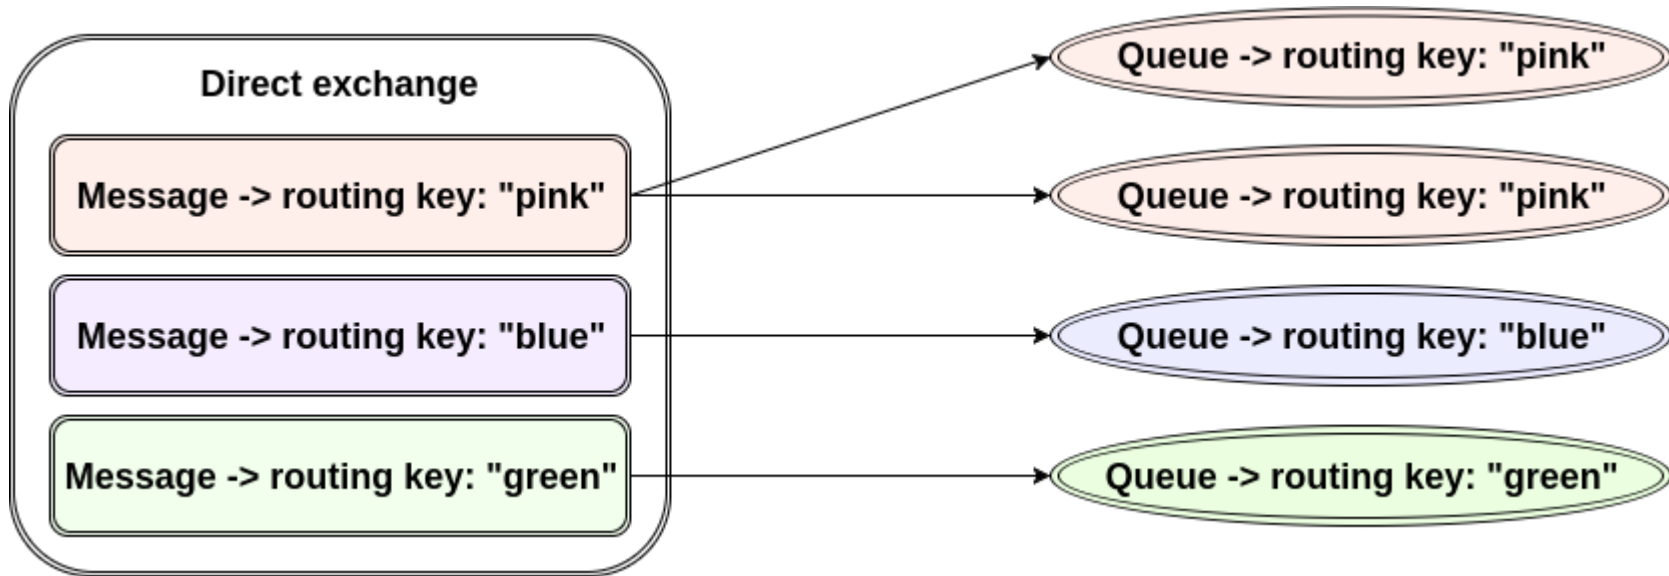 Direct exchange
Message -> routing key: "pink"
Message -> routing key: "blue"
Message -> routing key: "green"
Queue -> routing key: "pink"
Queue -> routing key: "pink"
Queue -> routing key: "blue"
Queue -> routing key: "green"